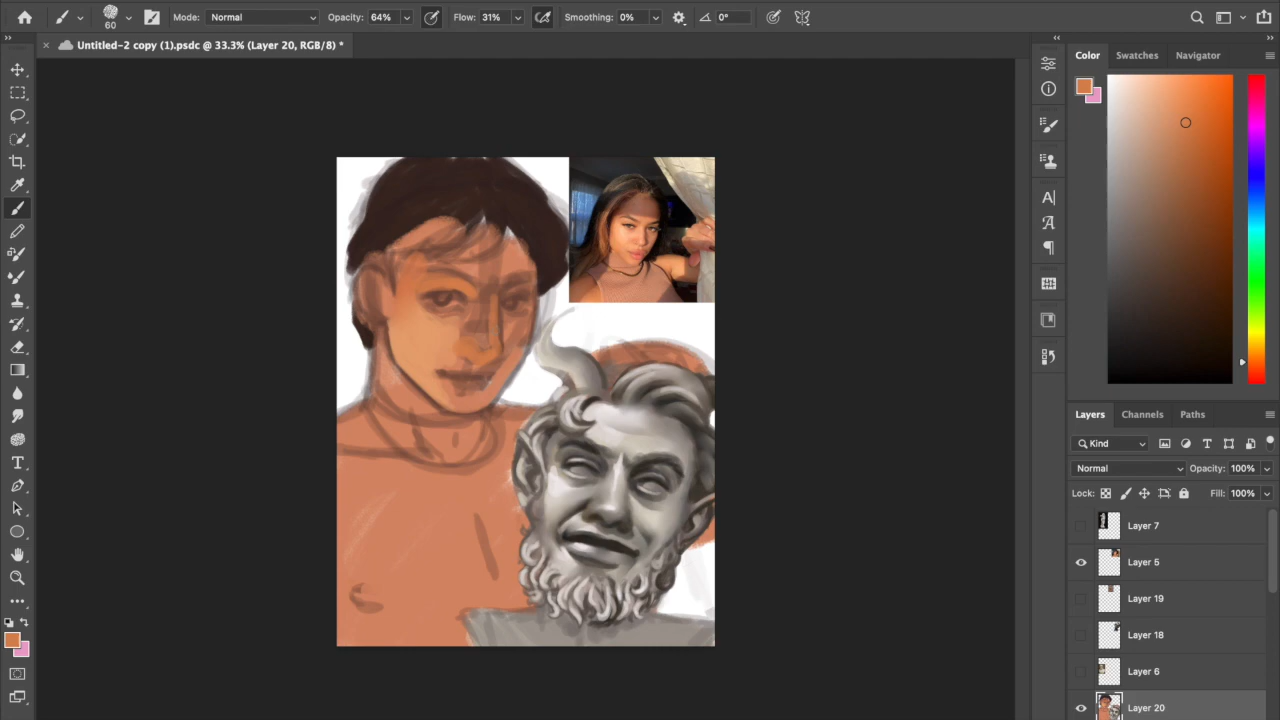 60
Mode: Normal
Opacity: 64%
Flow: 31%
Smoothing: 0%
0°
Untitled-2 copy (1).psdc @ 33.3% (Layer 20, RGB/8) *
Color
Swatches
Navigator
Layers
Channels
Paths
Kind
Normal
Opacity: 100%
Lock:
Fill: 100%
Layer 7
Layer 5
Layer 19
Layer 18
Layer 6
Layer 20